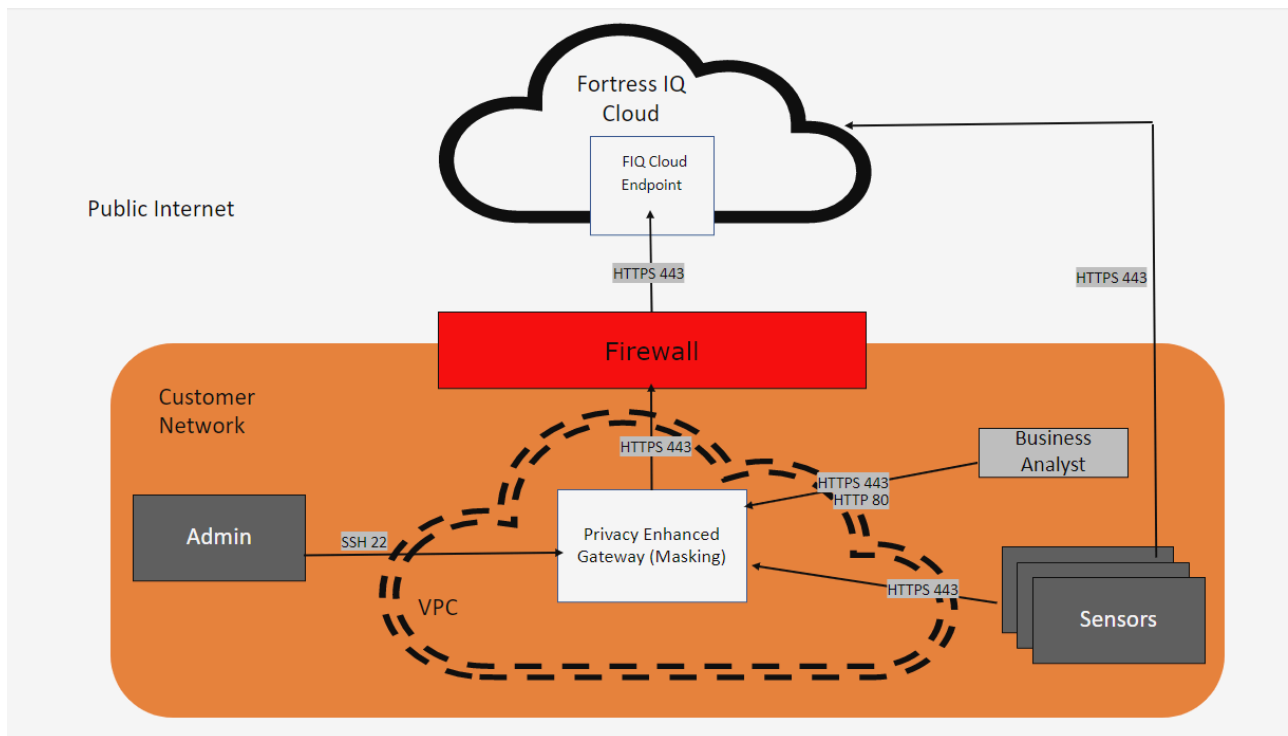 Fortress IQ
Cloud
FIQ Cloud
Endpoint
Public Internet
HTTPS 443
HTTPS 443
Firewall
Customer
Network
HTTPS 443
Business
Analyst
HTTPS 443
HTTP 80
Admin
SSH 22
Privacy Enhanced
Gateway (Masking)
HTTPS 443
VPC
Sensors